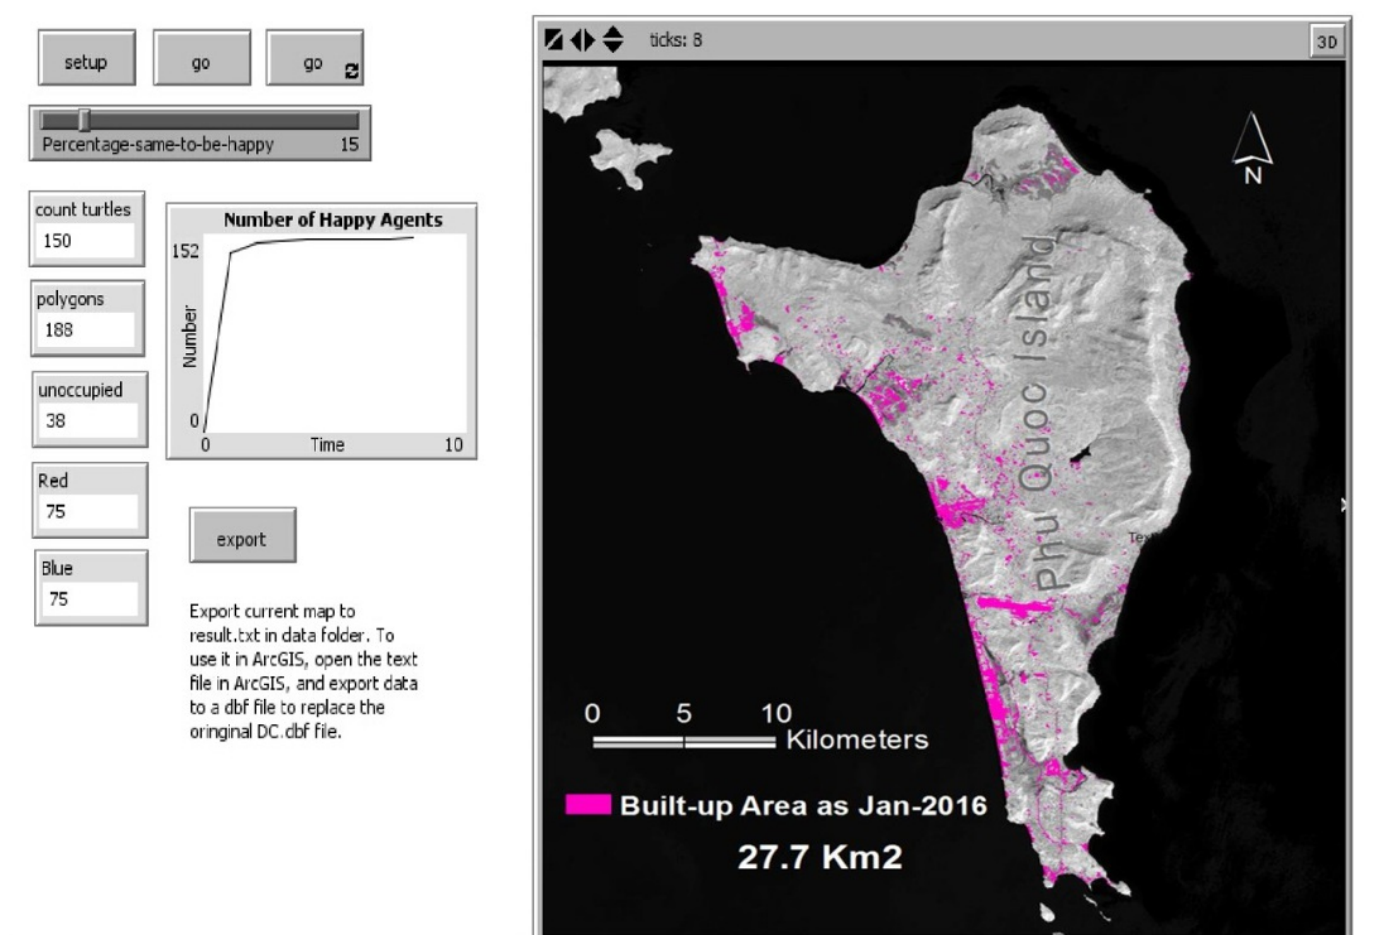 setup
go
go
ticks: 8
3D
Percentage-same-to-be-happy
15
count turtles
150
polygons
188
unoccupied
38
Red
75
Blue
75
Number of Happy Agents
152
Number
0
0
Time
10
export
Export current map to
result.txt in data folder. To
use it in ArcGIS, open the text
file in ArcGIS, and export data
to a dbf file to replace the
oringinal DC.dbf file.
N
Phu Quoc Island
0 5 10
Kilometers
Built-up Area as Jan-2016
27.7 Km2